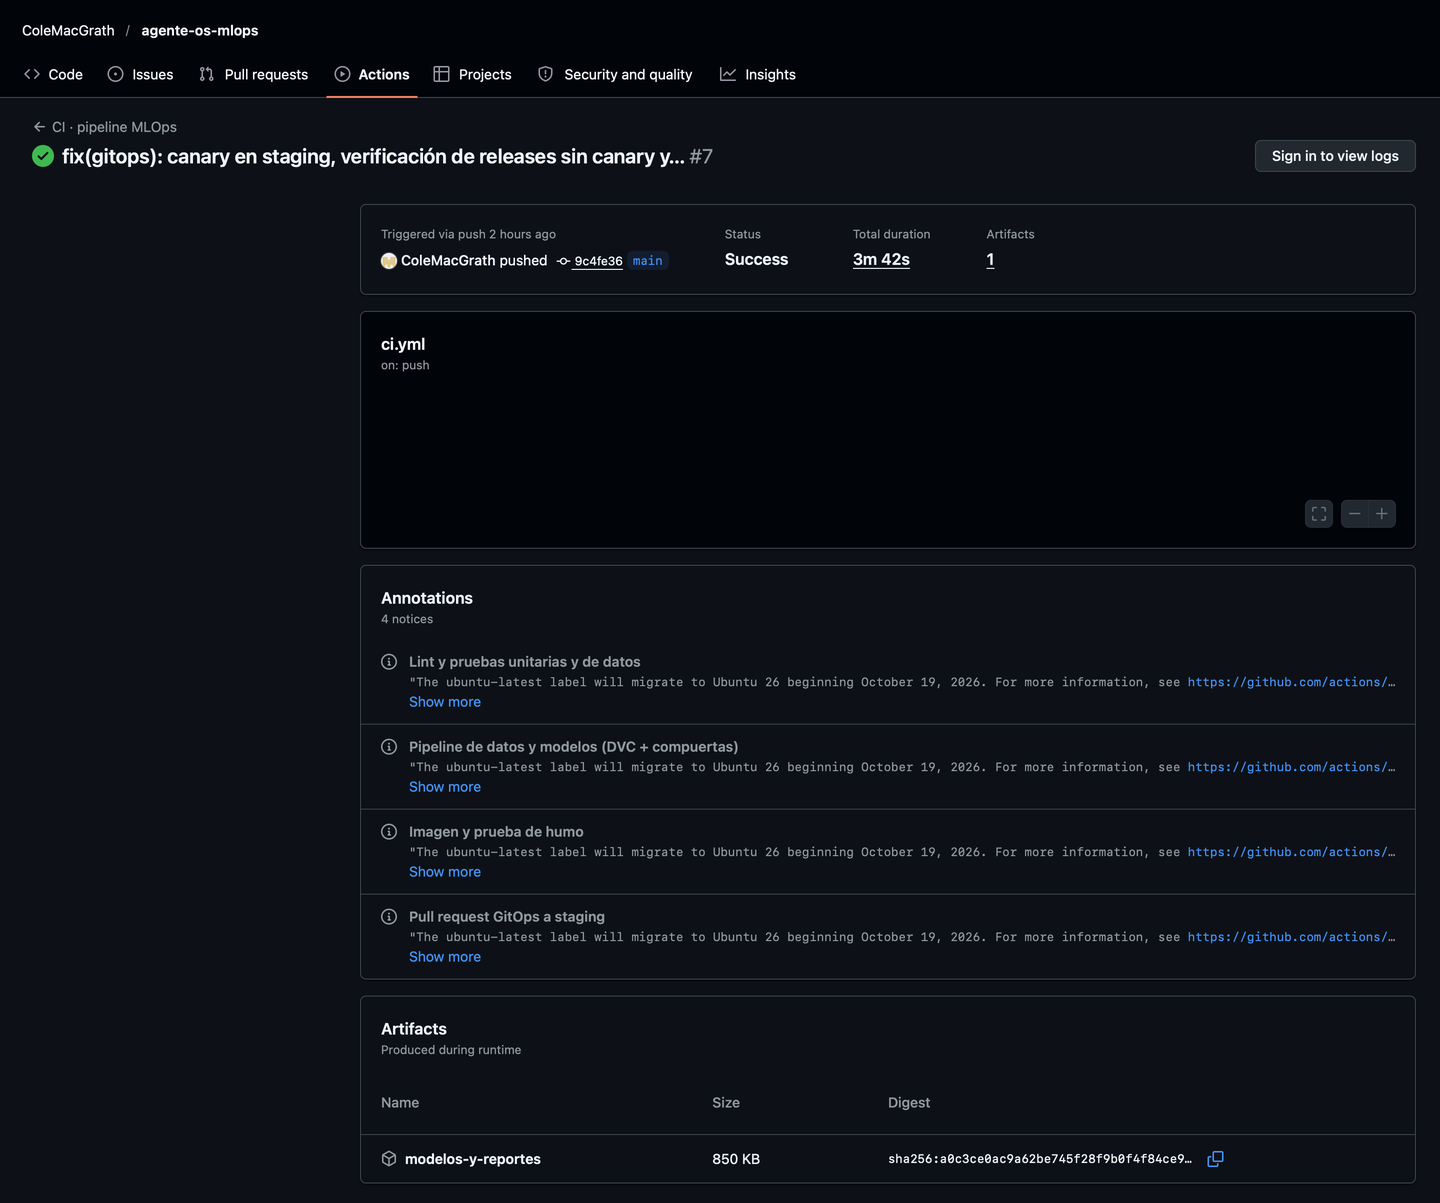 ColeMacGrath / agente-os-mlops
Code Issues Pull requests Actions Projects Security and quality Insights
← CI · pipeline MLOps
fix(gitops): canary en staging, verificación de releases sin canary y... #7
Sign in to view logs
Triggered via push 2 hours ago
ColeMacGrath pushed 9c4fe36 main
Status
Success
Total duration
3m 42s
Artifacts
1
ci.yml
on: push
Annotations
4 notices
Lint y pruebas unitarias y de datos
"The ubuntu-latest label will migrate to Ubuntu 26 beginning October 19, 2026. For more information, see https://github.com/actions/…
Show more
Pipeline de datos y modelos (DVC + compuertas)
"The ubuntu-latest label will migrate to Ubuntu 26 beginning October 19, 2026. For more information, see https://github.com/actions/…
Show more
Imagen y prueba de humo
"The ubuntu-latest label will migrate to Ubuntu 26 beginning October 19, 2026. For more information, see https://github.com/actions/…
Show more
Pull request GitOps a staging
"The ubuntu-latest label will migrate to Ubuntu 26 beginning October 19, 2026. For more information, see https://github.com/actions/…
Show more
Artifacts
Produced during runtime
Name Size Digest
modelos-y-reportes 850 KB sha256:a0c3ce0ac9a62be745f28f9b0f4f84ce9…